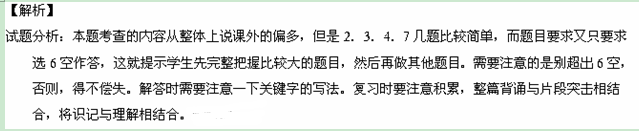 【解析】
试题分析：本题考查的内容从整体上说课外的偏多，但是 2．3．4．7 几题比较简单，而题目要求又只要求
选 6 空作答，这就提示学生先完整把握比较大的题目，然后再做其他题目。需要注意的是别超出 6 空，
否则，得不偿失。解答时需要注意一下关键字的写法。复习时要注意积累，整篇背诵与片段突击相结
合，将识记与理解相结合。